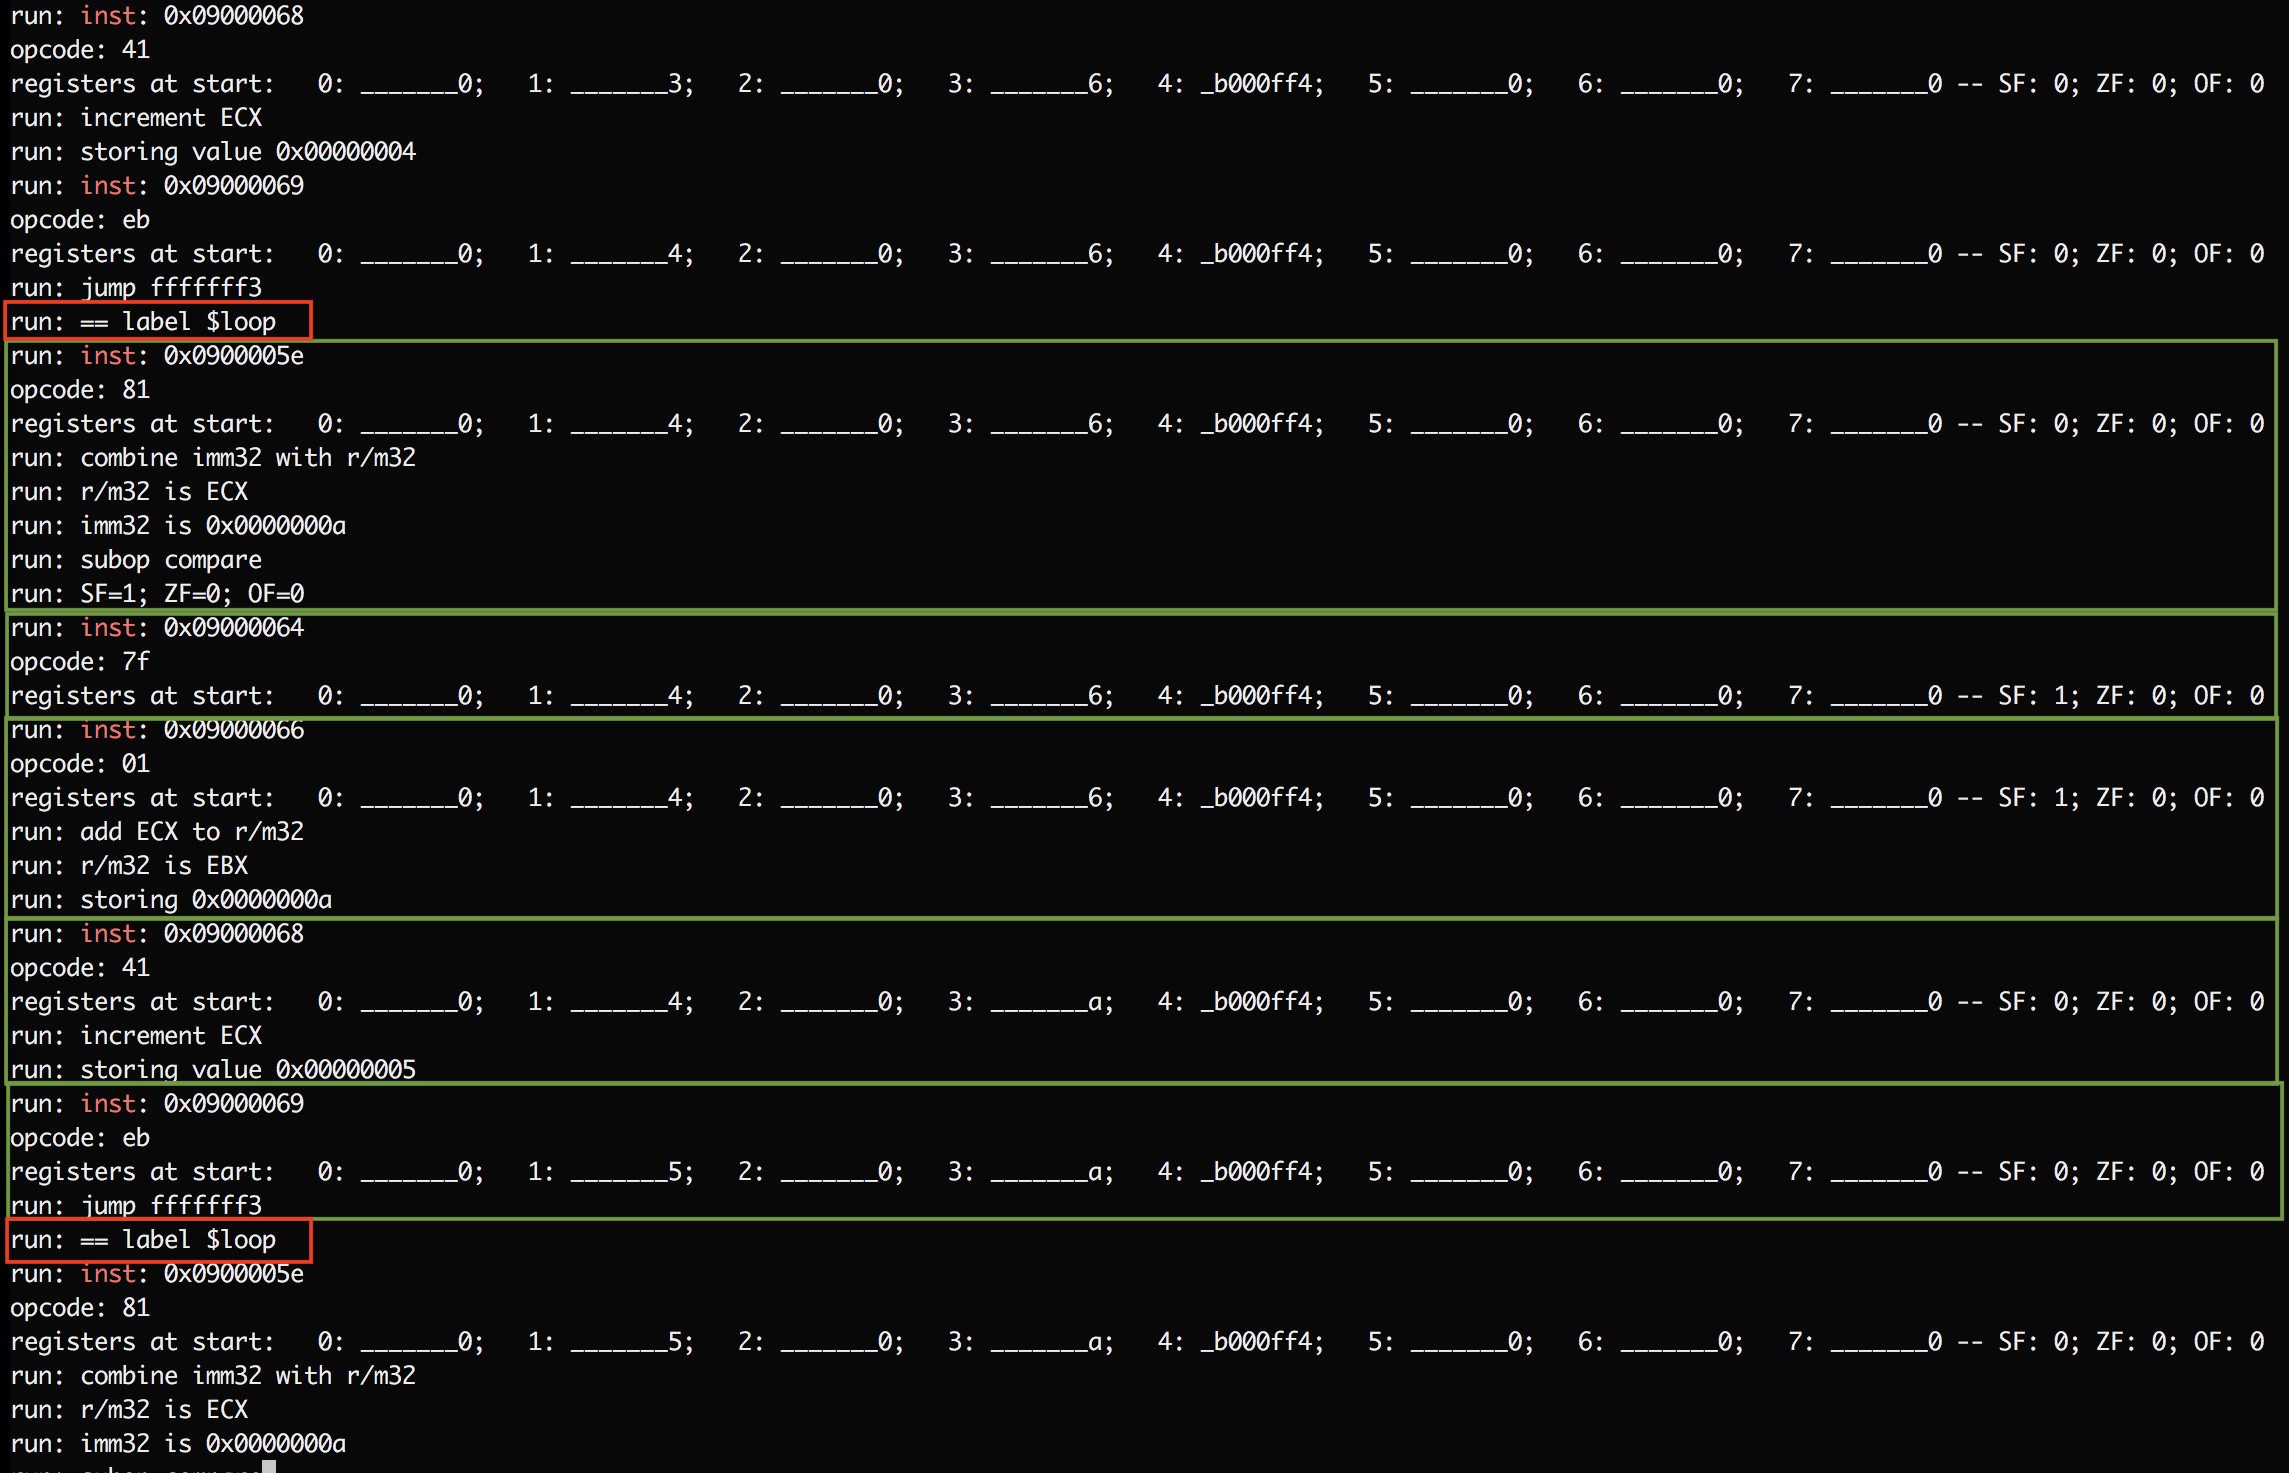 run: inst: 0x09000068
opcode: 41
registers at start:   0: _______0;   1: _______3;   2: _______0;   3: _______6;   4: _b000ff4;   5: _______0;   6: _______0;   7: _______0 -- SF: 0; ZF: 0; OF: 0
run: increment ECX
run: storing value 0x00000004
run: inst: 0x09000069
opcode: eb
registers at start:   0: _______0;   1: _______4;   2: _______0;   3: _______6;   4: _b000ff4;   5: _______0;   6: _______0;   7: _______0 -- SF: 0; ZF: 0; OF: 0
run: jump fffffff3
run: == label $loop
run: inst: 0x0900005e
opcode: 81
registers at start:   0: _______0;   1: _______4;   2: _______0;   3: _______6;   4: _b000ff4;   5: _______0;   6: _______0;   7: _______0 -- SF: 0; ZF: 0; OF: 0
run: combine imm32 with r/m32
run: r/m32 is ECX
run: imm32 is 0x0000000a
run: subop compare
run: SF=1; ZF=0; OF=0
run: inst: 0x09000064
opcode: 7f
registers at start:   0: _______0;   1: _______4;   2: _______0;   3: _______6;   4: _b000ff4;   5: _______0;   6: _______0;   7: _______0 -- SF: 1; ZF: 0; OF: 0
run: inst: 0x09000066
opcode: 01
registers at start:   0: _______0;   1: _______4;   2: _______0;   3: _______6;   4: _b000ff4;   5: _______0;   6: _______0;   7: _______0 -- SF: 1; ZF: 0; OF: 0
run: add ECX to r/m32
run: r/m32 is EBX
run: storing 0x0000000a
run: inst: 0x09000068
opcode: 41
registers at start:   0: _______0;   1: _______4;   2: _______0;   3: _______a;   4: _b000ff4;   5: _______0;   6: _______0;   7: _______0 -- SF: 0; ZF: 0; OF: 0
run: increment ECX
run: storing value 0x00000005
run: inst: 0x09000069
opcode: eb
registers at start:   0: _______0;   1: _______5;   2: _______0;   3: _______a;   4: _b000ff4;   5: _______0;   6: _______0;   7: _______0 -- SF: 0; ZF: 0; OF: 0
run: jump fffffff3
run: == label $loop
run: inst: 0x0900005e
opcode: 81
registers at start:   0: _______0;   1: _______5;   2: _______0;   3: _______a;   4: _b000ff4;   5: _______0;   6: _______0;   7: _______0 -- SF: 0; ZF: 0; OF: 0
run: combine imm32 with r/m32
run: r/m32 is ECX
run: imm32 is 0x0000000a